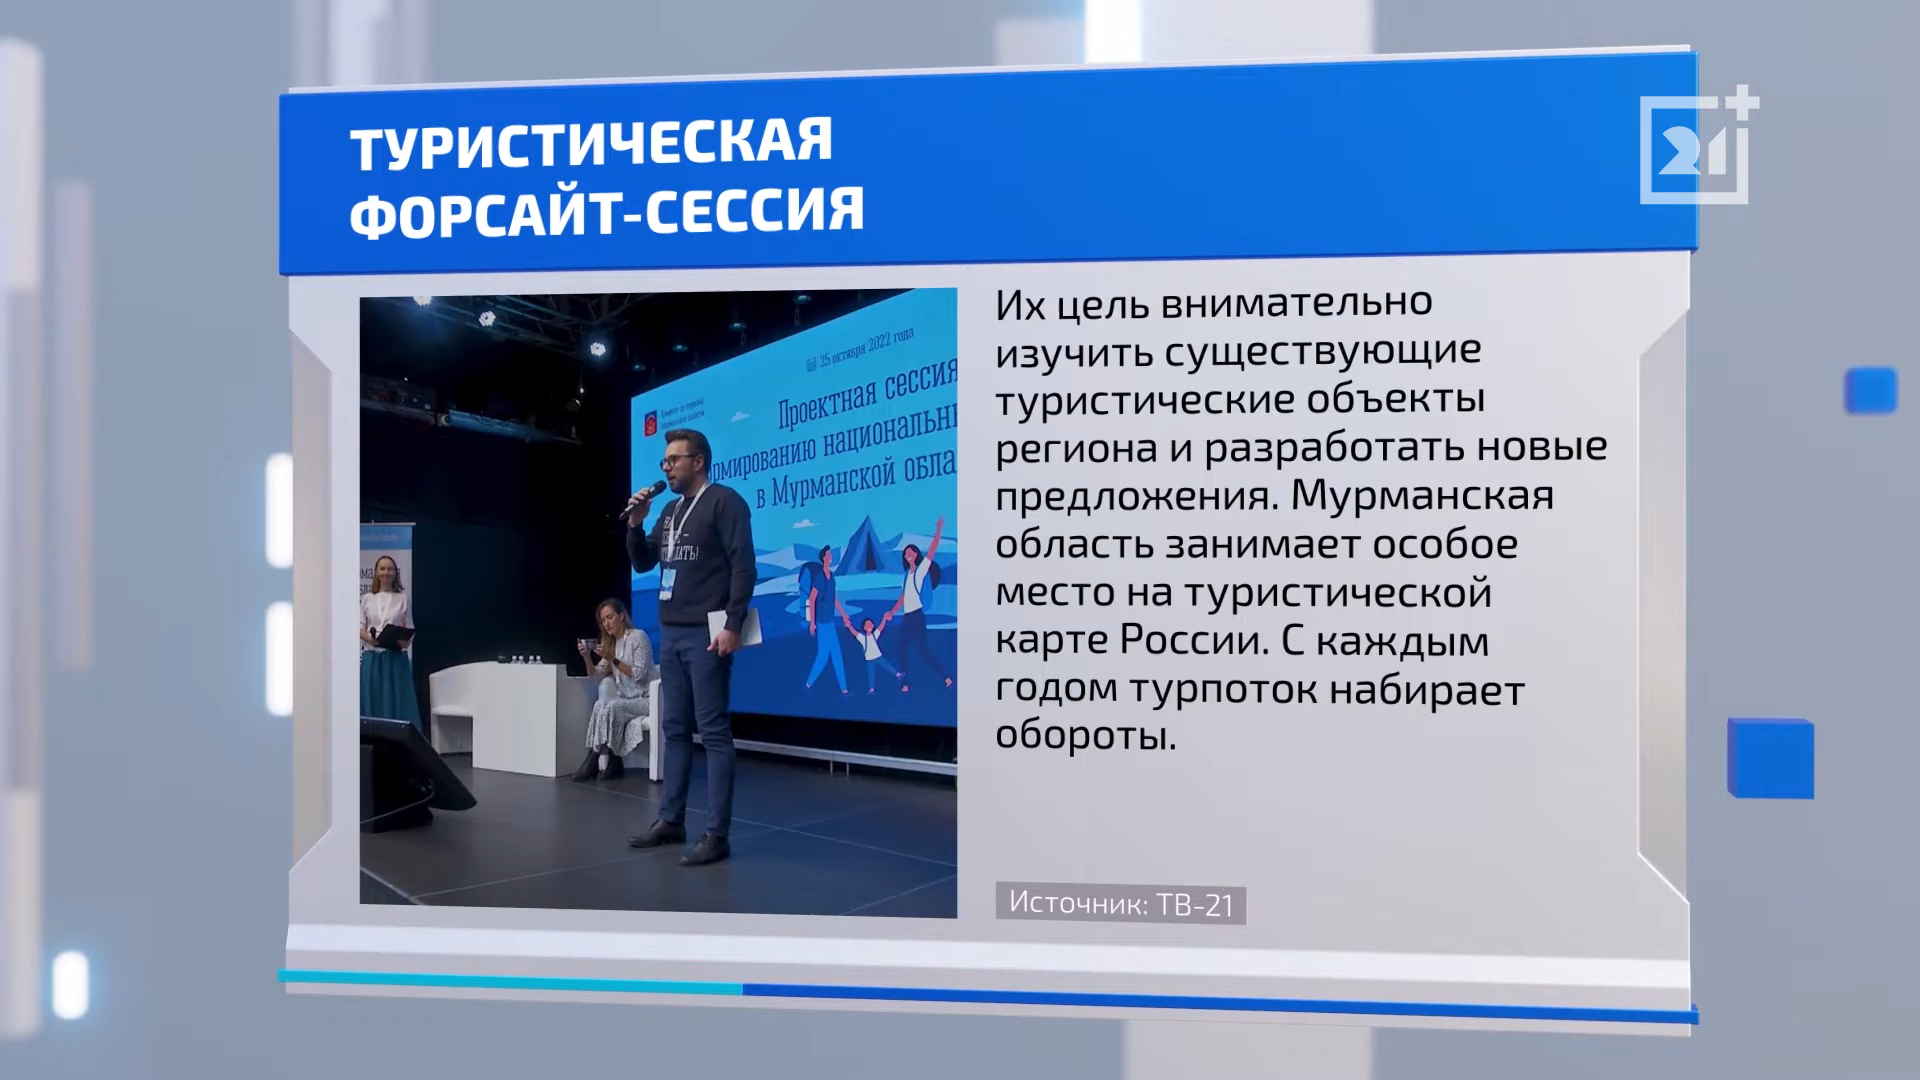 ТУРИСТИЧЕСКАЯ
ФОРСАЙТ-СЕССИЯ
21+
25 октября 2022 года
Проектная сессия
рмированию национальн
в Мурманской обла
Их цель внимательно
изучить существующие
туристические объекты
региона и разработать новые
предложения. Мурманская
область занимает особое
место на туристической
карте России. С каждым
годом турпоток набирает
обороты.
Источник: ТВ-21